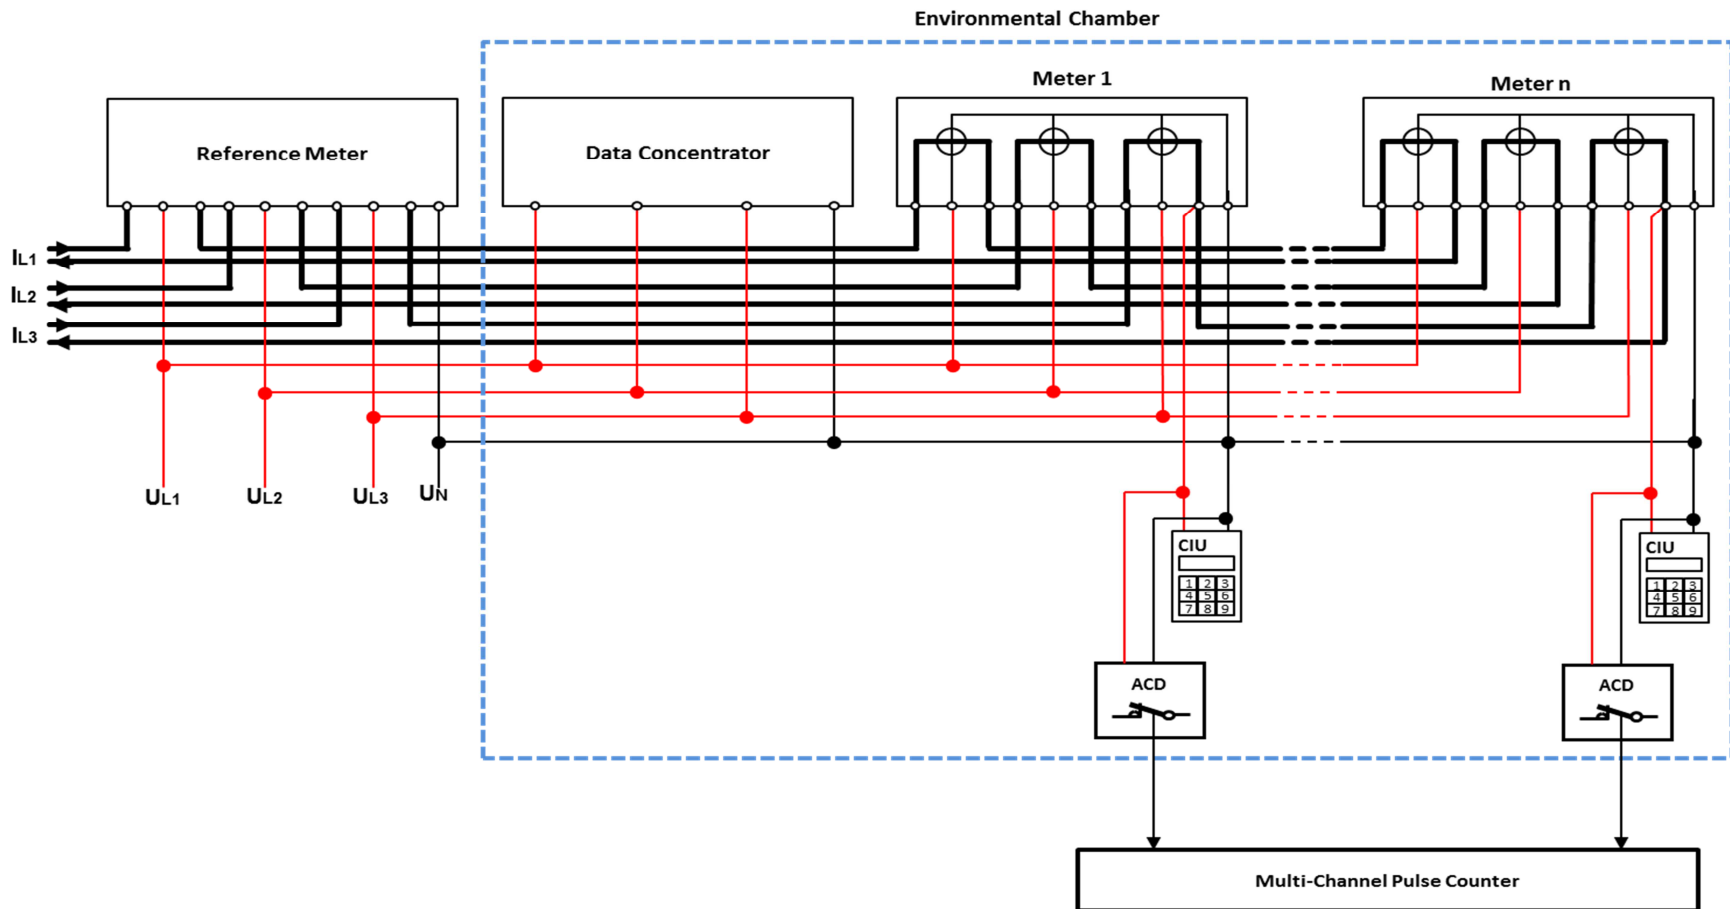 Environmental Chamber
Meter 1
Meter n
Reference Meter
Data Concentrator
IL1
IL2
IL3
UL1
UL2
UL3
UN
CIU
1 2 3
4 5 6
7 8 9
CIU
1 2 3
4 5 6
7 8 9
ACD
ACD
Multi-Channel Pulse Counter